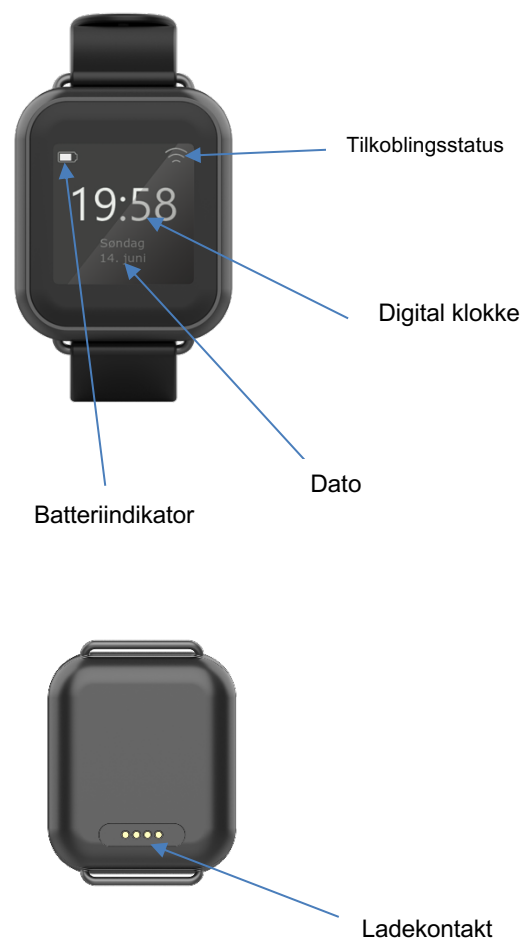 Tilkoblingsstatus
19:58
Søndag
14. juni
Digital klokke
Dato
Batteriindikator
Ladekontakt